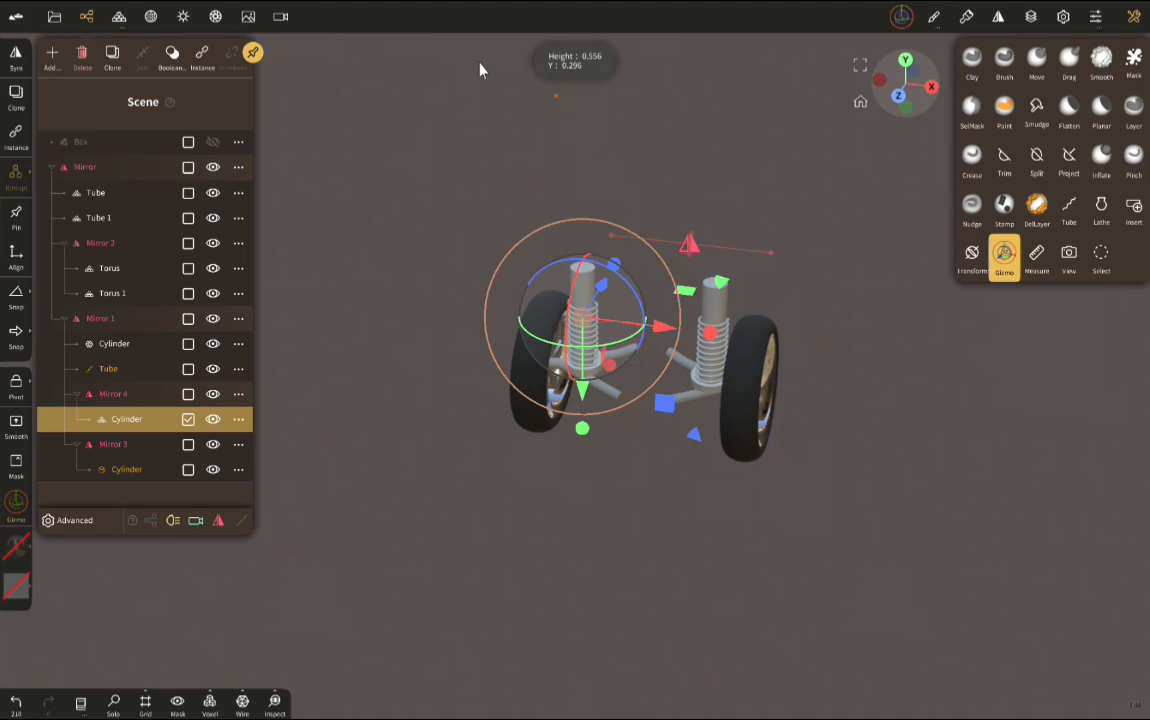 Height : 0.556
Y : 0.296
Y
X
Z
Sym
Clone
Instance
Pin
Align
Snap
Snap
Pivot
Smooth
Mask
Gizmo
Add...
Delete
Clone
Join
Boolean...
Instance
Scene
Box
Mirror
Tube
Tube 1
Mirror 2
Torus
Torus 1
Mirror 1
Cylinder
Tube
Mirror 4
Cylinder
Mirror 3
Cylinder
Advanced
Clay
Brush
Move
Drag
Smooth
Mask
SelMask
Paint
Smudge
Flatten
Planar
Layer
Crease
Trim
Split
Project
Inflate
Pinch
Nudge
Stamp
DelLayer
Tube
Lathe
Insert
Transform
Gizmo
Measure
View
Select
210
0
...
Solo
Grid
Mask
Voxel
Wire
Inspect